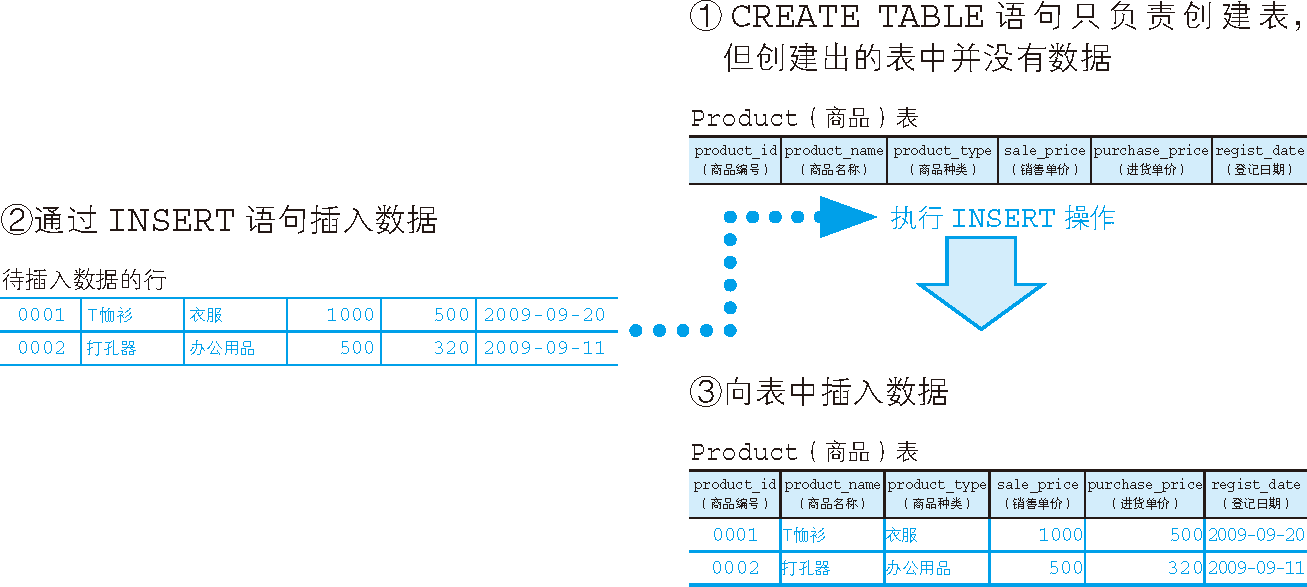 ① CREATE TABLE 语句只负责创建表，
但创建出的表中并没有数据
Product（商品）表
product_id product_name product_type sale_price purchase_price regist_date
（商品编号） （商品名称） （商品种类） （销售单价） （进货单价） （登记日期）
②通过 INSERT 语句插入数据
待插入数据的行
0001 T恤衫 衣服 1000 500 2009-09-20
0002 打孔器 办公用品 500 320 2009-09-11
执行 INSERT 操作
③向表中插入数据
Product（商品）表
product_id product_name product_type sale_price purchase_price regist_date
（商品编号） （商品名称） （商品种类） （销售单价） （进货单价） （登记日期）
0001 T恤衫 衣服 1000 500 2009-09-20
0002 打孔器 办公用品 500 320 2009-09-11